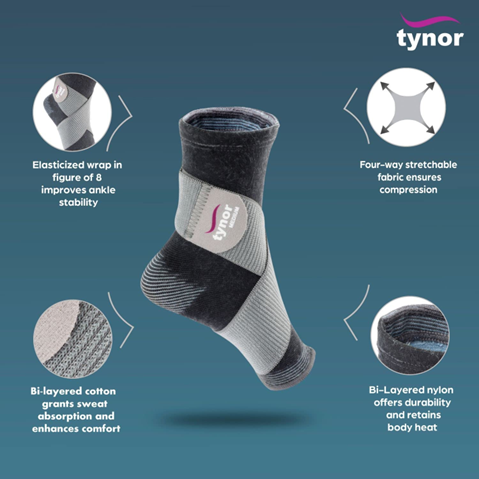 tynor
Elasticized wrap in
figure of 8
improves ankle
stability
Four-way stretchable
fabric ensures
compression
tynor
Bi-layered cotton
grants sweat
absorption and
enhances comfort
Bi-Layered nylon
offers durability
and retains
body heat